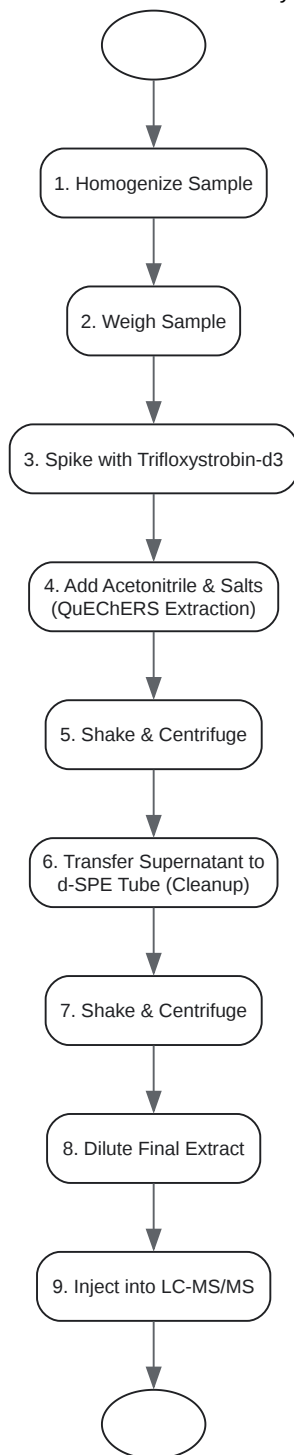 1. Homogenize Sample
2. Weigh Sample
3. Spike with Trifloxystrobin-d3
4. Add Acetonitrile & Salts
(QuEChERS Extraction)
5. Shake & Centrifuge
6. Transfer Supernatant to
d-SPE Tube (Cleanup)
7. Shake & Centrifuge
8. Dilute Final Extract
9. Inject into LC-MS/MS